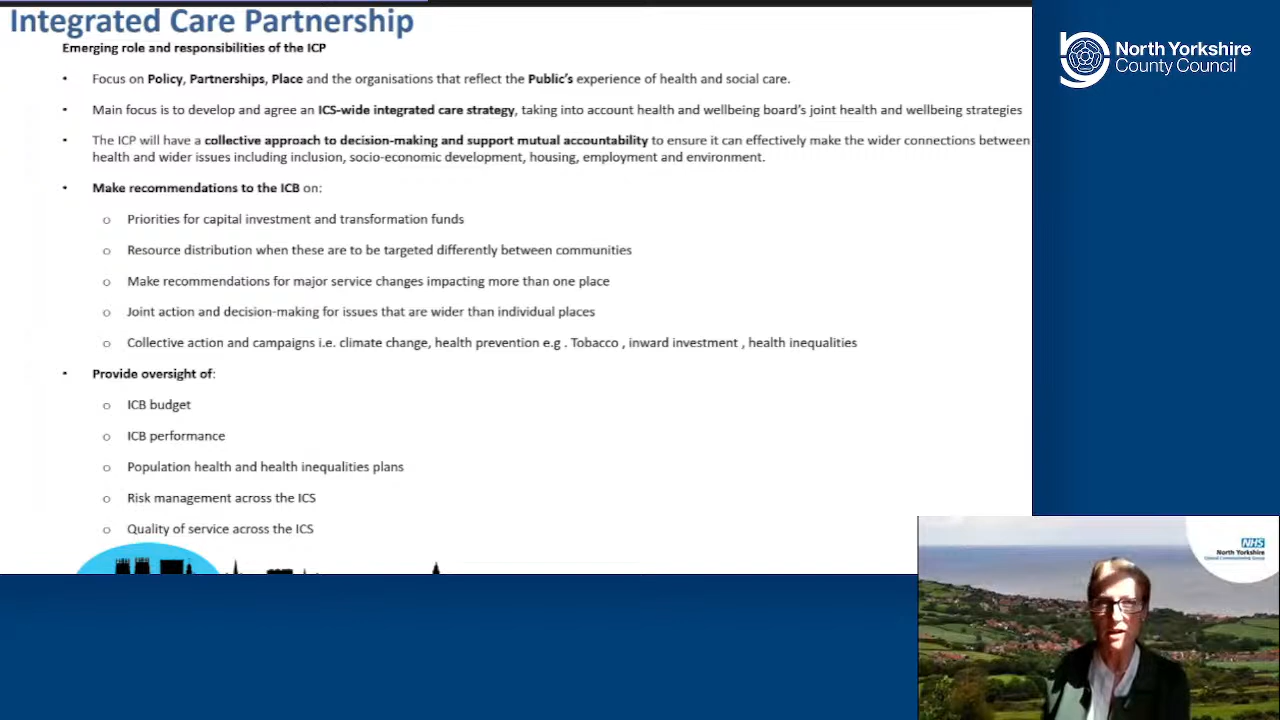 Integrated Care Partnership
Emerging role and responsibilities of the ICP
• Focus on Policy, Partnerships, Place and the organisations that reflect the Public's experience of health and social care.
• Main focus is to develop and agree an ICS-wide integrated care strategy, taking into account health and wellbeing board's joint health and wellbeing strategies
• The ICP will have a collective approach to decision-making and support mutual accountability to ensure it can effectively make the wider connections between
health and wider issues including inclusion, socio-economic development, housing, employment and environment.
• Make recommendations to the ICB on:
o Priorities for capital investment and transformation funds
o Resource distribution when these are to be targeted differently between communities
o Make recommendations for major service changes impacting more than one place
o Joint action and decision-making for issues that are wider than individual places
o Collective action and campaigns i.e. climate change, health prevention e.g . Tobacco , inward investment , health inequalities
• Provide oversight of:
o ICB budget
o ICB performance
o Population health and health inequalities plans
o Risk management across the ICS
o Quality of service across the ICS
North Yorkshire
County Council
NHS
North Yorkshire
Clinical Commissioning Group